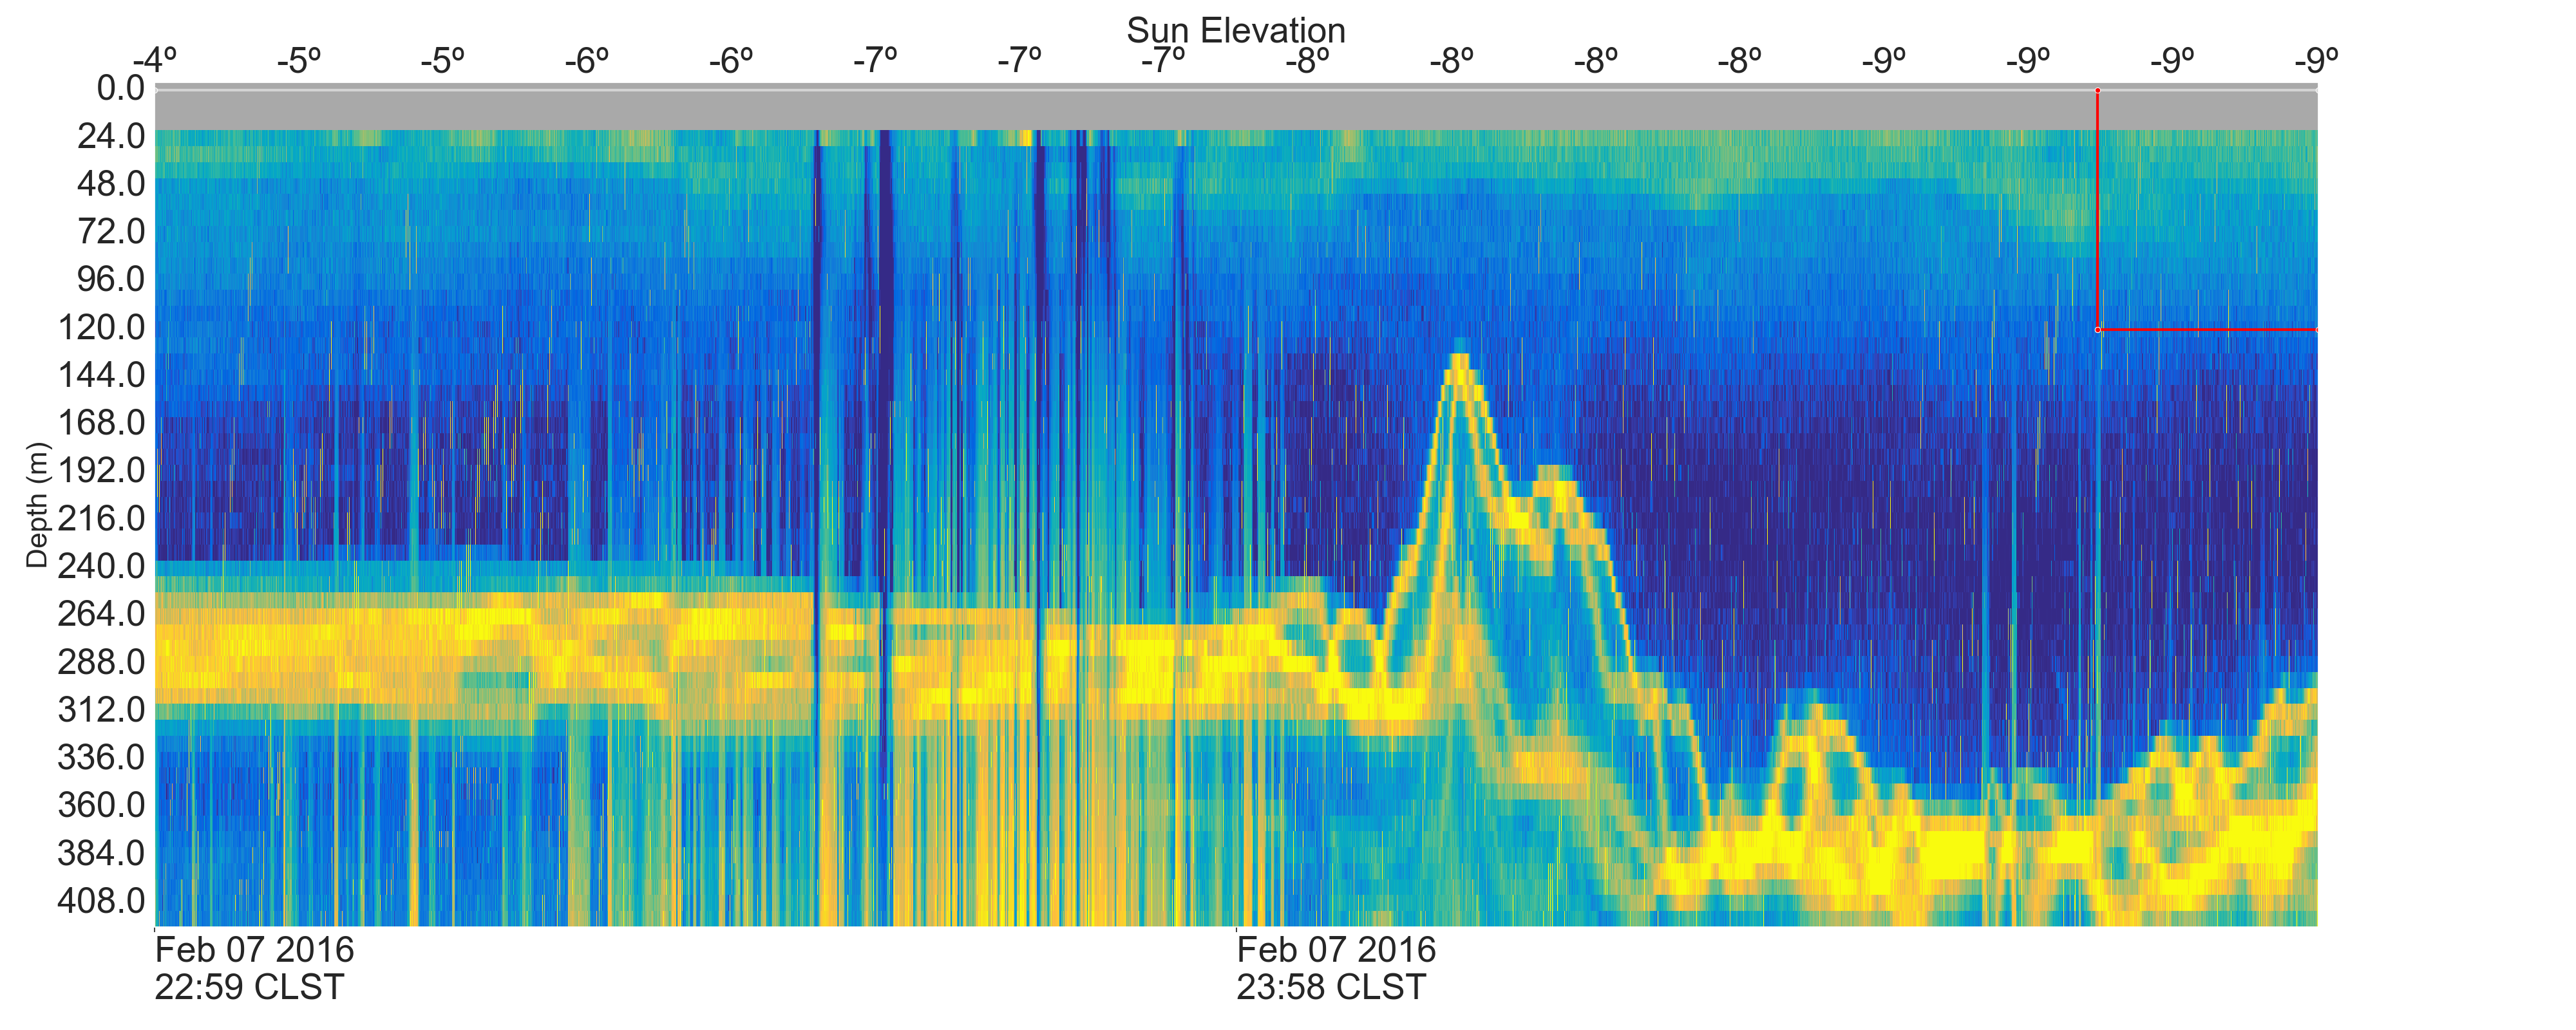 Sun Elevation
-4º -5º -5º -6º -6º -7º -7º -7º -8º -8º -8º -8º -9º -9º -9º -9º
0.0
24.0
48.0
72.0
96.0
120.0
144.0
168.0
192.0
216.0
240.0
264.0
288.0
312.0
336.0
360.0
384.0
408.0
Depth (m)
Feb 07 2016
22:59 CLST
Feb 07 2016
23:58 CLST